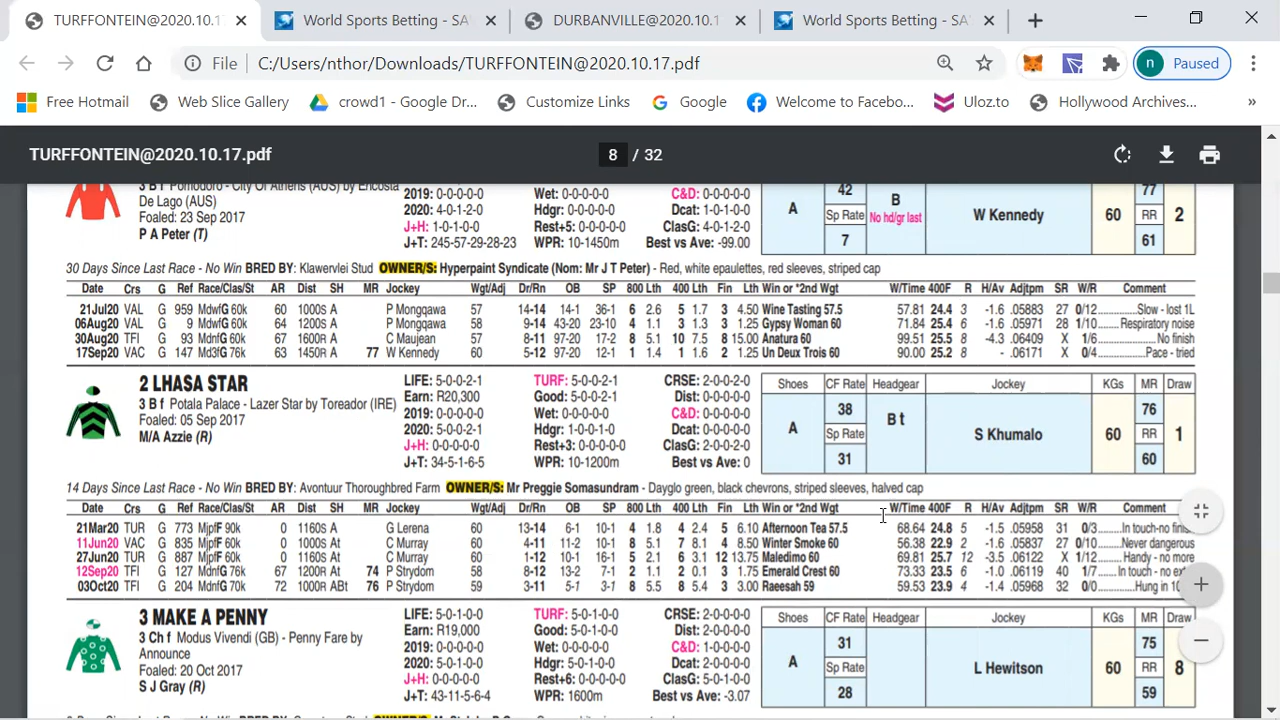 TURFFONTEIN@2020.10.1 World Sports Betting - SA DURBANVILLE@2020.10.1 World Sports Betting - SA
File C:/Users/nthor/Downloads/TURFFONTEIN@2020.10.17.pdf n Paused
Free Hotmail Web Slice Gallery crowd1 - Google Dr... Customize Links Google Welcome to Facec... Uloz.to Hollywood Archives... »
TURFFONTEIN@2020.10.17.pdf 8 / 32
3 B f Pomodoro - City Of Athens (AUS) by Encosta
De Lago (AUS)
Foaled: 23 Sep 2017
P A Peter (T)
2019: 0-0-0-0-0 Wet: 0-0-0-0-0 C&D: 0-0-0-0-0
2020: 4-0-1-2-0 Hdgr: 0-0-0-0-0 Dcat: 1-0-1-0-0
J+H: 1-0-1-0-0 Rest+5: 0-0-0-0-0 ClasG: 4-0-1-2-0
J+T: 245-57-29-28-23 WPR: 10-1450m Best vs Ave: -99.00
A 42 Sp Rate 7 B No hd/gr last W Kennedy 60 77 RR 61 2
30 Days Since Last Race - No Win BRED BY: Klawervlei Stud OWNER/S: Hyperpaint Syndicate (Nom: Mr J T Peter) - Red, white epaulettes, red sleeves, striped cap
Date Crs G Ref Race/Clas/St AR Dist SH MR Jockey Wgt/Adj Dr/Rn OB SP 800 Lth 400 Lth Fin Lth Win or *2nd Wgt W/Time 400F R H/Av Adjtpm SR W/R Comment
21Jul20 VAL G 959 MdwfG 60k 60 1000S A P Mongqawa 57 14-14 14-1 36-1 6 2.6 5 1.7 3 4.50 Wine Tasting 57.5 57.81 24.4 3 -1.6 .05883 27 0/12 ..........Slow - lost 1L
06Aug20 VAL G 9 MdwfG 60k 64 1200S A P Mongqawa 58 9-14 43-20 23-10 4 1.1 3 1.3 3 1.25 Gypsy Woman 60 71.84 25.4 6 -1.6 .05971 28 1/10 .......Respiratory noise
30Aug20 TFI G 93 MdwfG 60k 67 1600R A C Maujean 58 8-11 97-20 17-2 8 5.1 10 7.5 8 15.00 Anatura 60 99.51 25.5 8 -4.3 .06409 X 1/6 ................No finish
17Sep20 VAC G 147 Md3fG 76k 63 1450R A 77 W Kennedy 60 5-12 97-20 12-1 1 1.4 1 1.6 2 1.25 Un Deux Trois 60 90.00 25.2 8 - .06171 X 0/4 ............Pace - tried
2 LHASA STAR
3 B f Potala Palace - Lazer Star by Toreador (IRE)
Foaled: 05 Sep 2017
M/A Azzie (R)
LIFE: 5-0-0-2-1 TURF: 5-0-0-2-1 CRSE: 2-0-0-2-0
Earn: R20,300 Good: 5-0-0-2-1 Dist: 0-0-0-0-0
2019: 0-0-0-0-0 Wet: 0-0-0-0-0 C&D: 0-0-0-0-0
2020: 5-0-0-2-1 Hdgr: 1-0-0-1-0 Dcat: 0-0-0-0-0
J+H: 0-0-0-0-0 Rest+3: 0-0-0-0-0 ClasG: 2-0-0-2-0
J+T: 34-5-1-6-5 WPR: 10-1200m Best vs Ave: 0
Shoes CF Rate Headgear Jockey KGs MR Draw
A 38 Sp Rate 31 B t S Khumalo 60 76 RR 60 1
14 Days Since Last Race - No Win BRED BY: Avontuur Thoroughbred Farm OWNER/S: Mr Preggie Somasundram - Dayglo green, black chevrons, striped sleeves, halved cap
Date Crs G Ref Race/Clas/St AR Dist SH MR Jockey Wgt/Adj Dr/Rn OB SP 800 Lth 400 Lth Fin Lth Win or *2nd Wgt W/Time 400F R H/Av Adjtpm SR W/R Comment
21Mar20 TUR G 773 MjpfF 90k 0 1160S A G Lerena 60 13-14 6-1 10-1 4 1.8 4 2.4 5 6.10 Afternoon Tea 57.5 68.64 24.8 5 -1.5 .05958 31 0/3 .......In touch-no fini
11Jun20 VAC G 835 MjpfF 60k 0 1000S A C Murray 60 4-11 11-2 10-1 8 5.1 7 8.1 4 8.50 Winter Smoke 60 56.38 22.9 2 -1.6 .05837 27 0/10 .......Never dangerous
27Jun20 TUR G 887 MjpfF 60k 0 1160S A C Murray 60 1-12 10-1 16-1 5 2.1 6 3.1 12 13.75 Maledimo 60 69.81 25.7 12 -3.5 .06122 X 1/12 ......Handy - no more
12Sep20 TFI G 127 MdwfG 76k 67 1200R At 74 P Strydom 60 8-12 13-2 7-1 2 1.1 2 0.1 3 1.75 Emerald Crest 60 73.33 23.5 6 -1.0 .06119 40 1/7 ......In touch - no ex
03Oct20 TFI G 204 MdwfG 70k 72 1000R ABt 76 P Strydom 59 3-11 5-1 3-1 8 5.5 8 5.4 3 3.00 Raeesah 59 59.53 23.9 4 -1.4 .05968 32 0/0 ............Hung in 10
3 MAKE A PENNY
3 Ch f Modus Vivendi (GB) - Penny Fare by
Announce
Foaled: 20 Oct 2017
S J Gray (R)
LIFE: 5-0-1-0-0 TURF: 5-0-1-0-0 CRSE: 2-0-0-0-0
Earn: R19,000 Good: 5-0-1-0-0 Dist: 2-0-0-0-0
2019: 0-0-0-0-0 Wet: 0-0-0-0-0 C&D: 1-0-0-0-0
2020: 5-0-1-0-0 Hdgr: 5-0-1-0-0 Dcat: 2-0-0-0-0
J+H: 0-0-0-0-0 Rest+6: 0-0-0-0-0 ClasG: 5-0-1-0-0
J+T: 43-11-5-6-4 WPR: 1600m Best vs Ave: -3.07
Shoes CF Rate Headgear Jockey KGs MR Draw
A 31 Sp Rate 28 L Hewitson 60 75 RR 59 8